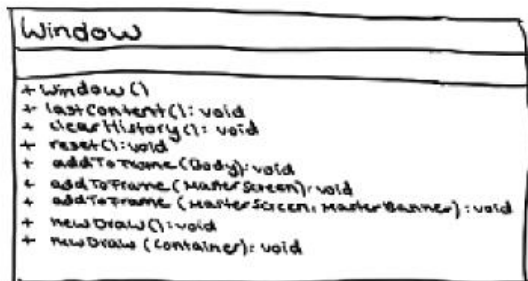 Window
+ Window()
+ lastContent(): void
+ clearHistory(): void
+ reset(): void
+ addToFrame(Body): void
+ addToFrame(MasterScreen): void
+ addToFrame(MasterScreen, MasterBanner): void
+ newDraw(): void
+ newDraw(Container): void